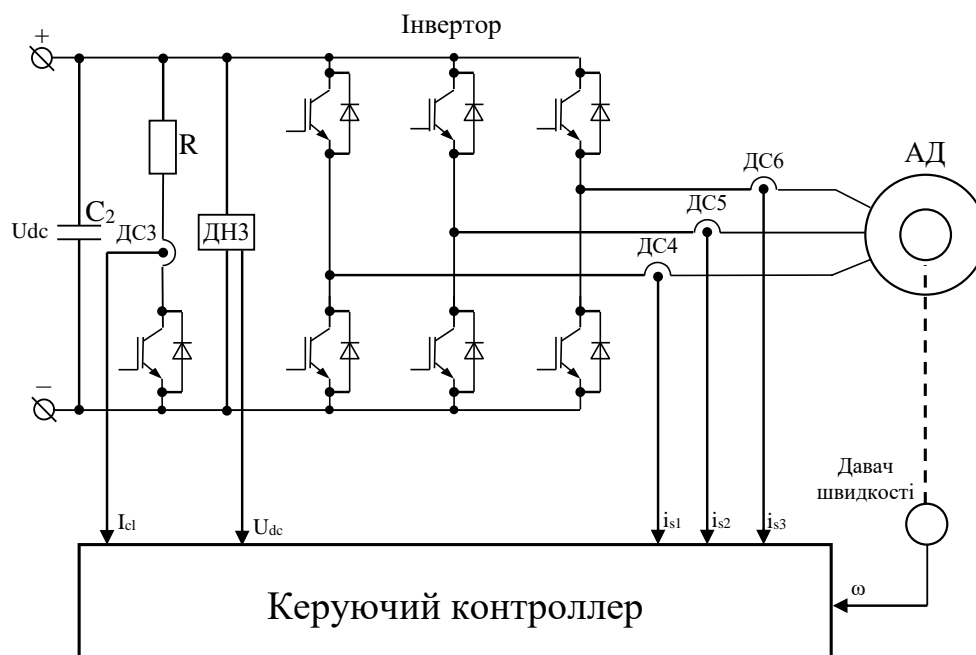 Інвертор
+
R
C2
Udc
ДС3
ДН3
ДС6
ДС5
ДС4
АД
−
Давач
швидкості
Icl
Udc
is1
is2
is3
ω
Керуючий контроллер